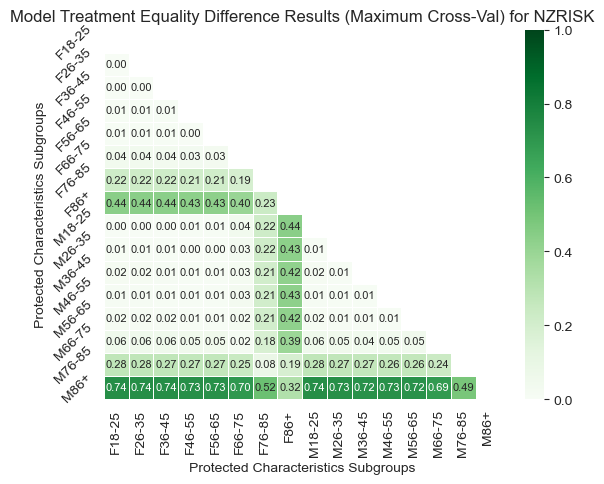 Model Treatment Equality Difference Results (Maximum Cross-Val) for NZRISK
F18-25
F26-35 0.00
F36-45 0.00 0.00
F46-55 0.01 0.01 0.01
F56-65 0.01 0.01 0.01 0.00
F66-75 0.04 0.04 0.04 0.03 0.03
F76-85 0.22 0.22 0.22 0.21 0.21 0.19
F86+ 0.44 0.44 0.44 0.43 0.43 0.40 0.23
M18-25 0.00 0.00 0.00 0.01 0.01 0.04 0.22 0.44
M26-35 0.01 0.01 0.01 0.00 0.00 0.03 0.22 0.43 0.01
M36-45 0.02 0.02 0.01 0.01 0.01 0.03 0.21 0.42 0.02 0.01
M46-55 0.01 0.01 0.01 0.01 0.01 0.03 0.21 0.43 0.01 0.01 0.01
M56-65 0.02 0.02 0.02 0.01 0.01 0.02 0.21 0.42 0.02 0.01 0.01 0.01
M66-75 0.06 0.06 0.06 0.05 0.05 0.02 0.18 0.39 0.06 0.05 0.04 0.05 0.05
M76-85 0.28 0.28 0.27 0.27 0.27 0.25 0.08 0.19 0.28 0.27 0.27 0.26 0.26 0.24
M86+ 0.74 0.74 0.74 0.73 0.73 0.70 0.52 0.32 0.74 0.73 0.72 0.73 0.72 0.69 0.49
F18-25 F26-35 F36-45 F46-55 F56-65 F66-75 F76-85 F86+ M18-25 M26-35 M36-45 M46-55 M56-65 M66-75 M76-85 M86+
Protected Characteristics Subgroups
Protected Characteristics Subgroups
1.0
0.8
0.6
0.4
0.2
0.0